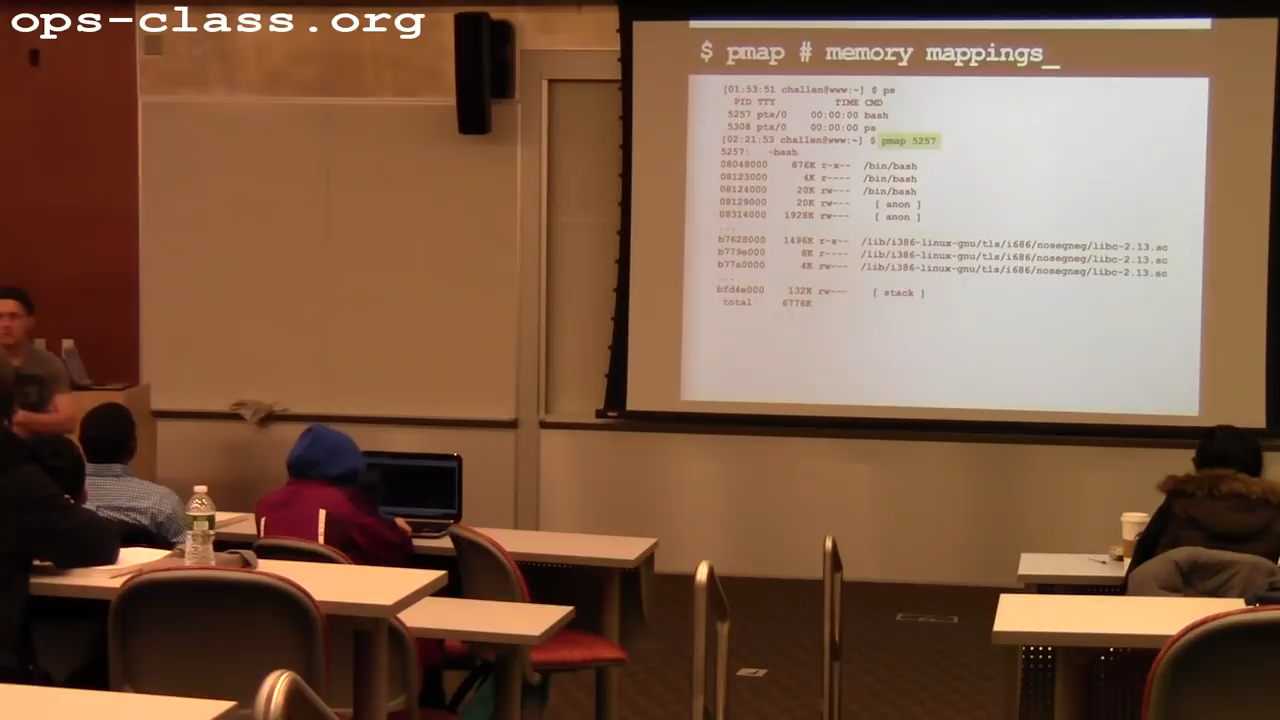 ops-class.org
$ pmap # memory mappings_
[01:53:51 challen@www:~] $ ps
PID TTY TIME CMD
5257 pts/0 00:00:00 bash
5308 pts/0 00:00:00 ps
[02:21:53 challen@www:~] $ pmap 5257
5257: -bash
08048000 876K r-x-- /bin/bash
08123000 4K r---- /bin/bash
08124000 20K rw--- /bin/bash
08129000 20K rw--- [ anon ]
08314000 1928K rw--- [ anon ]
...
b7628000 1496K r-x-- /lib/i386-linux-gnu/tls/i686/nosegneg/libc-2.13.so
b779e000 8K r---- /lib/i386-linux-gnu/tls/i686/nosegneg/libc-2.13.so
b77a0000 4K rw--- /lib/i386-linux-gnu/tls/i686/nosegneg/libc-2.13.so
...
bfd4e000 132K rw--- [ stack ]
total 6776K